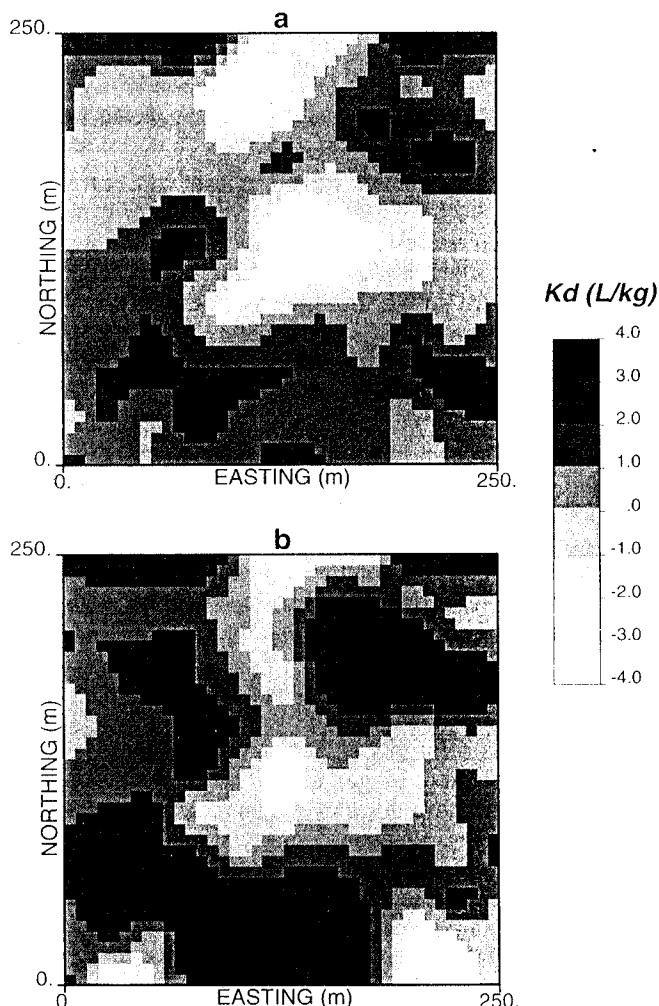 a
250.
NORTHING (m)
0.
0.
EASTING (m)
250.
Kd (L/kg)
4.0
3.0
2.0
1.0
.0
-1.0
-2.0
-3.0
-4.0
b
250.
NORTHING (m)
0.
0.
EASTING (m)
250.